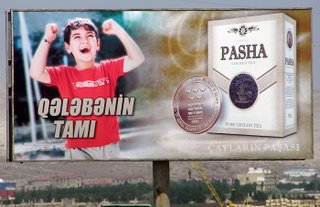 QƏLƏBƏNİN
TAMI
PASHA
PURE CEYLON TEA
ÇAYLARIN PAŞASI